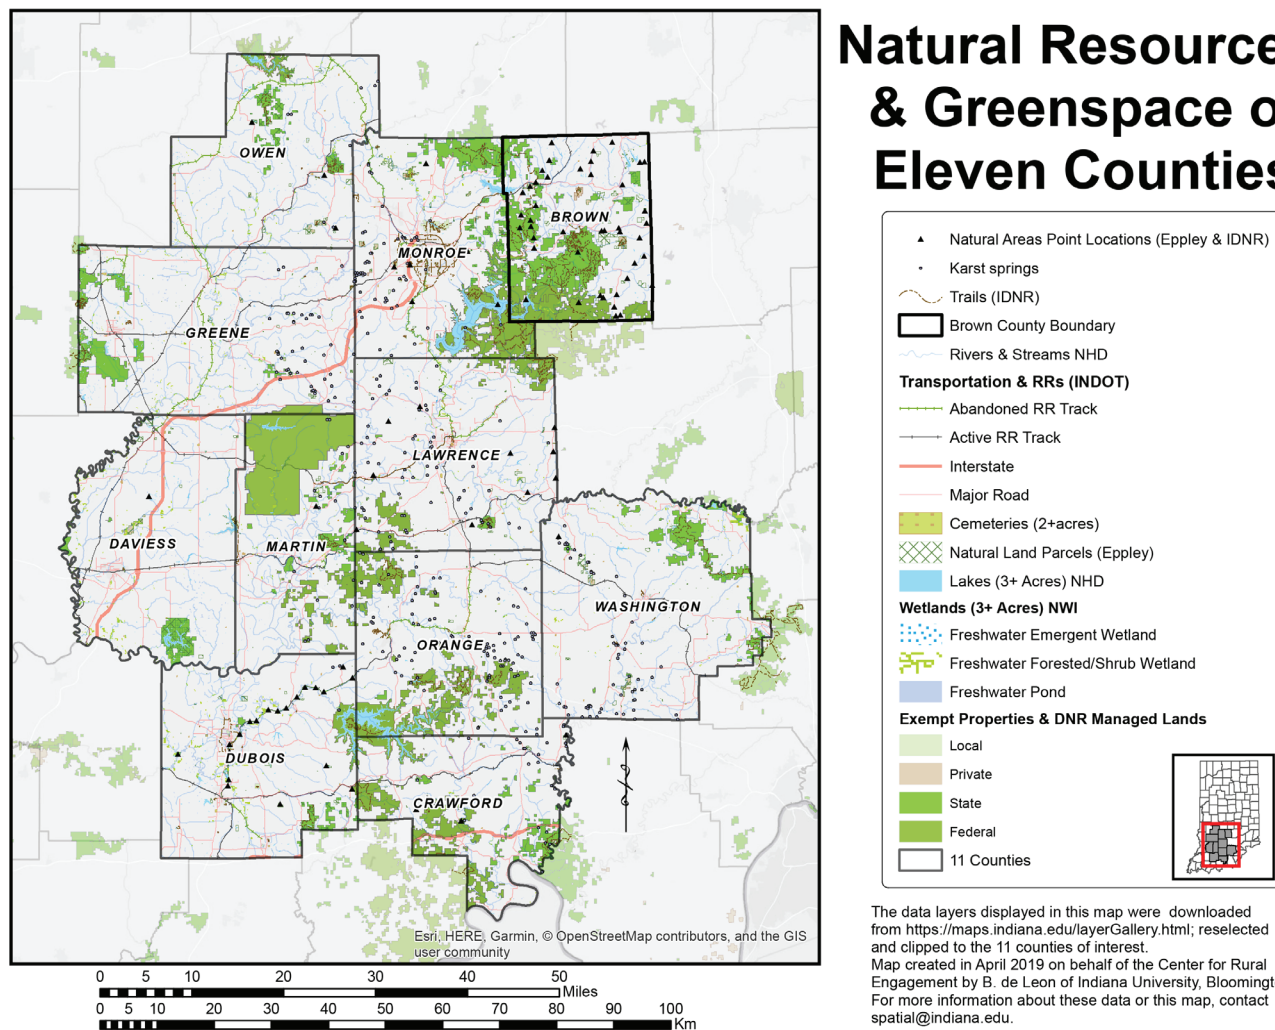 Natural Resource
& Greenspace o
Eleven Counties
OWEN
BROWN
MONROE
GREENE
LAWRENCE
DAVIESS
MARTIN
WASHINGTON
ORANGE
DUBOIS
CRAWFORD
Esri, HERE, Garmin, © OpenStreetMap contributors, and the GIS
user community
0 5 10 20 30 40 50
Miles
0 10 20 30 40 50 60 70 80 90 100
Km
Natural Areas Point Locations (Eppley & IDNR)
Karst springs
Trails (IDNR)
Brown County Boundary
Rivers & Streams NHD
Transportation & RRs (INDOT)
Abandoned RR Track
Active RR Track
Interstate
Major Road
Cemeteries (2+acres)
Natural Land Parcels (Eppley)
Lakes (3+ Acres) NHD
Wetlands (3+ Acres) NWI
Freshwater Emergent Wetland
Freshwater Forested/Shrub Wetland
Freshwater Pond
Exempt Properties & DNR Managed Lands
Local
Private
State
Federal
11 Counties
The data layers displayed in this map were downloaded
from https://maps.indiana.edu/layerGallery.html; reselected
and clipped to the 11 counties of interest.
Map created in April 2019 on behalf of the Center for Rural
Engagement by B. de Leon of Indiana University, Bloomingt
For more information about these data or this map, contact
spatial@indiana.edu.